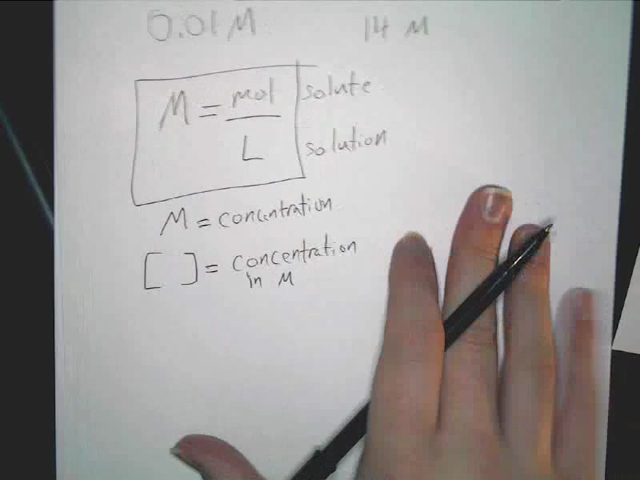 0.01 M 14 M
M = mol solute
L solution
M = concentration
[ ] = concentration
in M